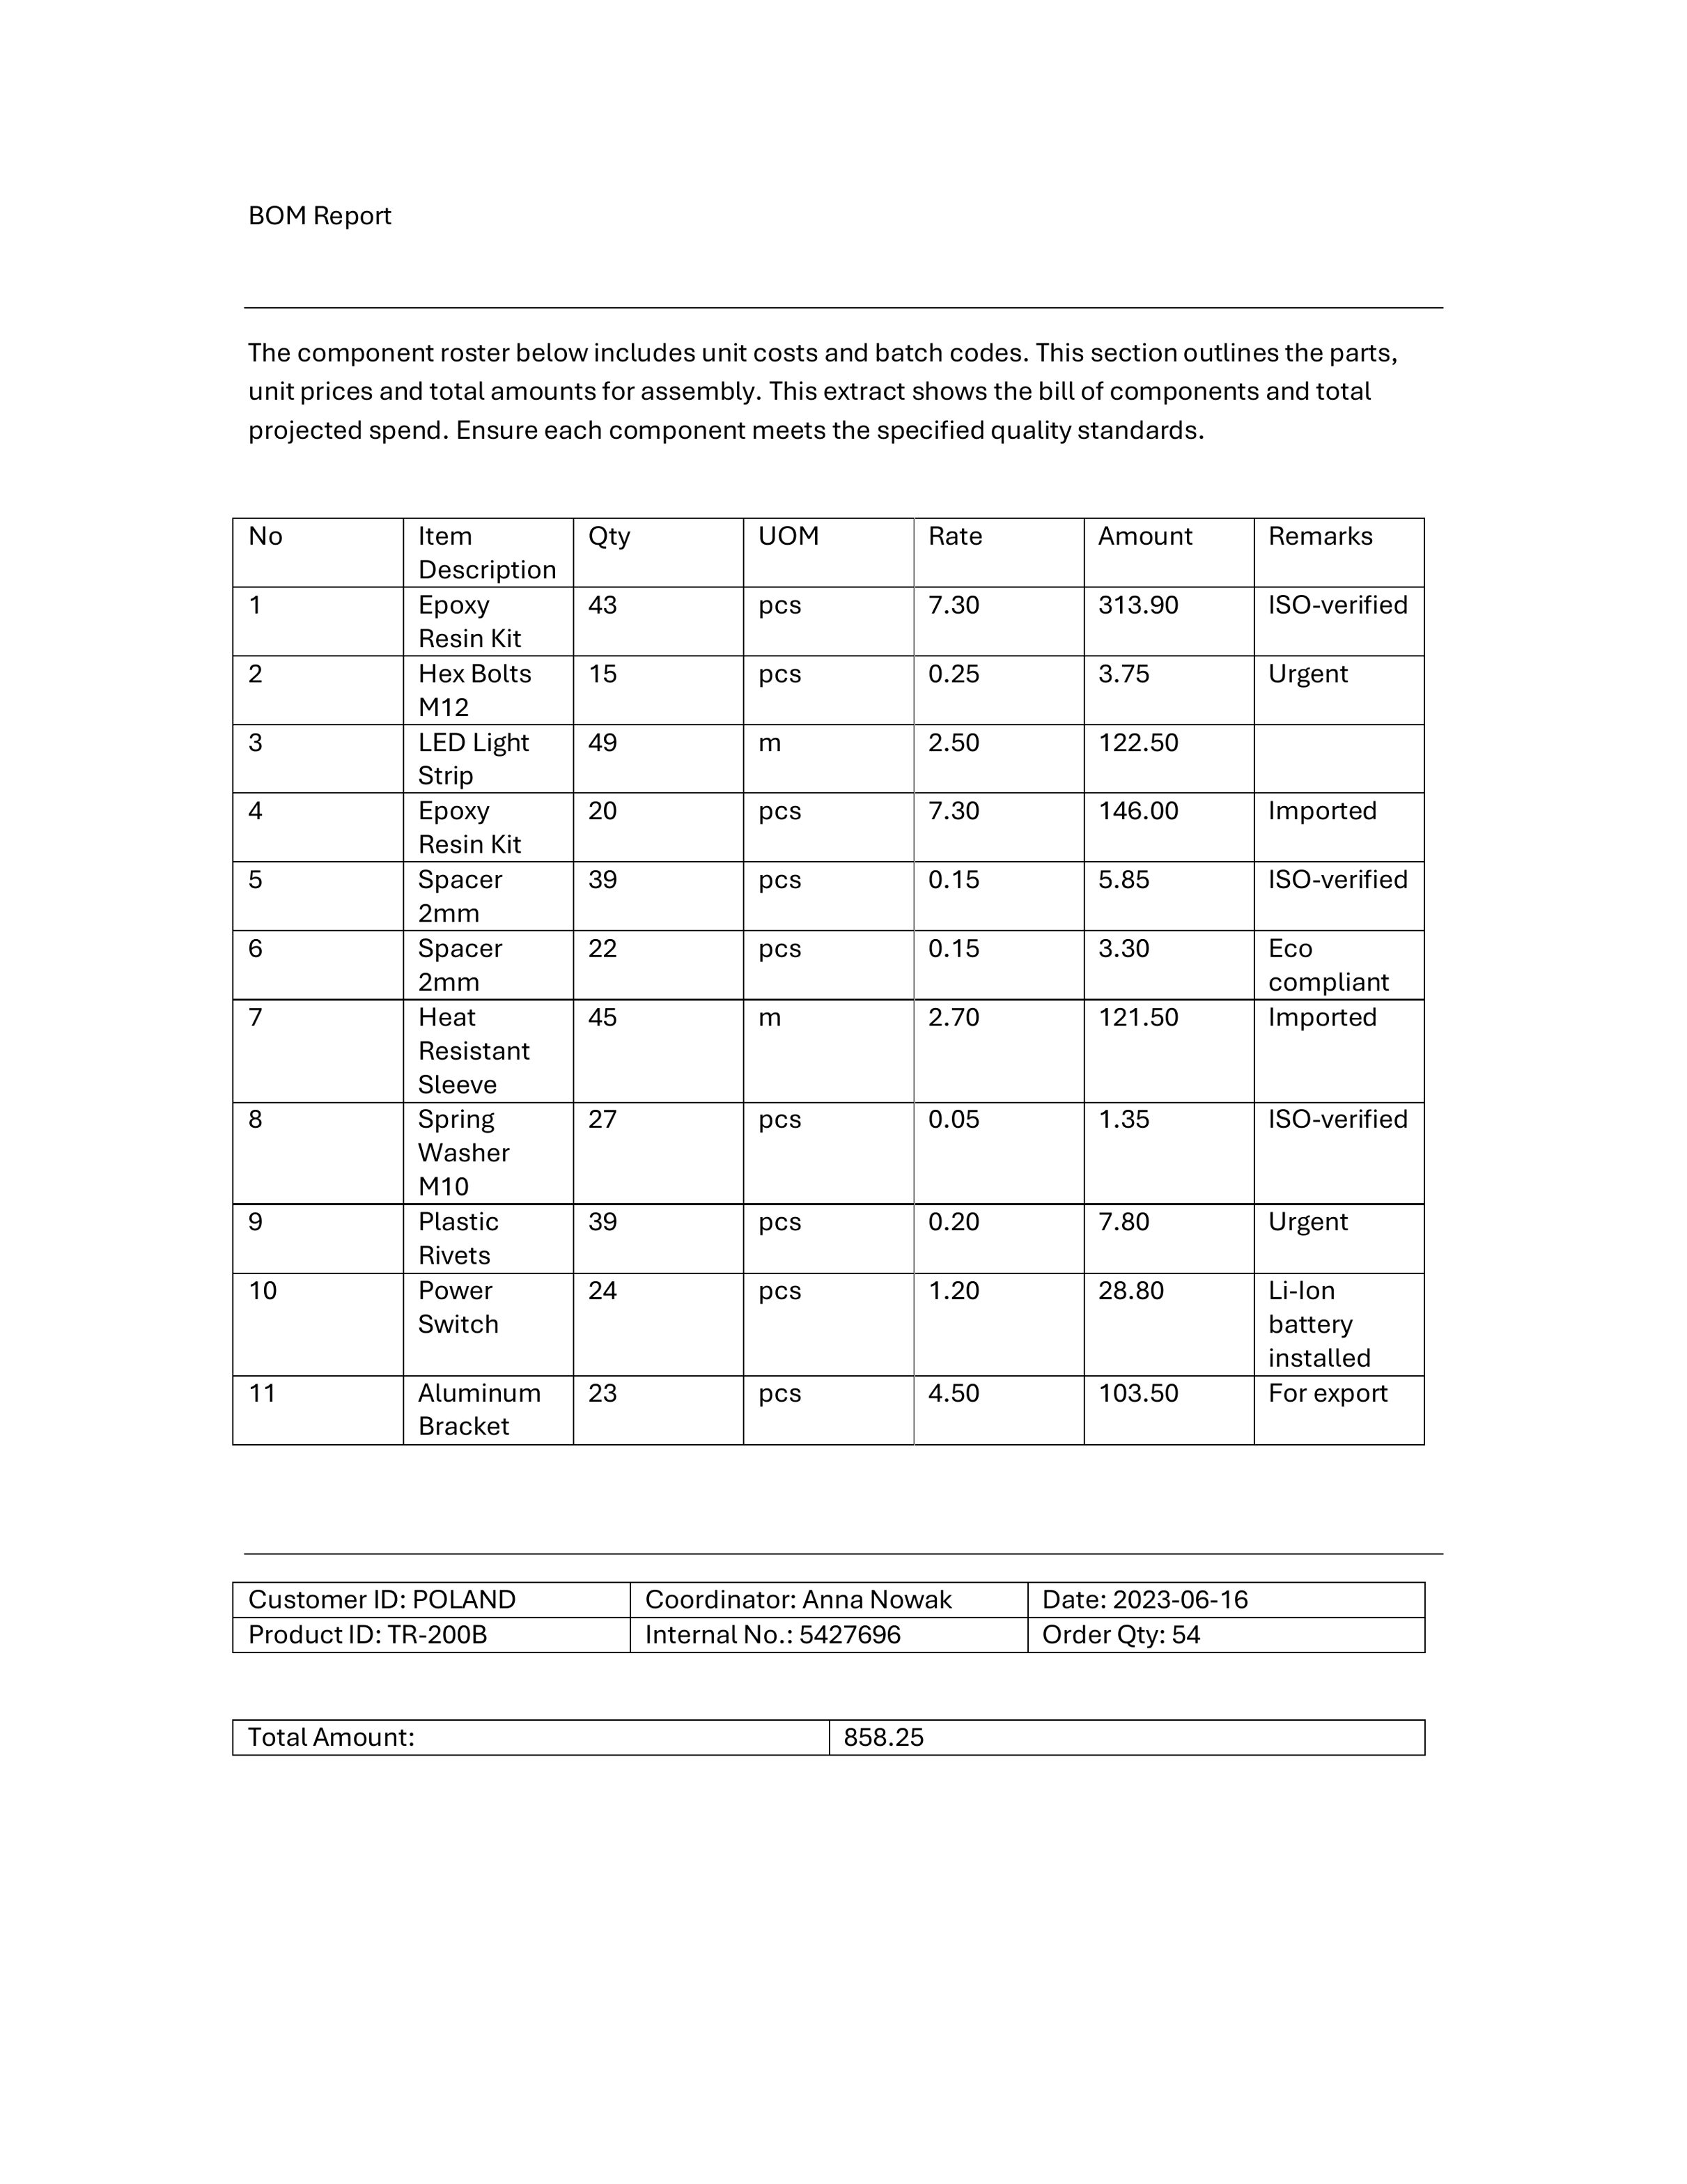 BOM Report
The component roster below includes unit costs and batch codes. This section outlines the parts,
unit prices and total amounts for assembly. This extract shows the bill of components and total
projected spend. Ensure each component meets the specified quality standards.
No Item Description Qty UOM Rate Amount Remarks
1 Epoxy Resin Kit 43 pcs 7.30 313.90 ISO-verified
2 Hex Bolts M12 15 pcs 0.25 3.75 Urgent
3 LED Light Strip 49 m 2.50 122.50
4 Epoxy Resin Kit 20 pcs 7.30 146.00 Imported
5 Spacer 2mm 39 pcs 0.15 5.85 ISO-verified
6 Spacer 2mm 22 pcs 0.15 3.30 Eco compliant
7 Heat Resistant Sleeve 45 m 2.70 121.50 Imported
8 Spring Washer M10 27 pcs 0.05 1.35 ISO-verified
9 Plastic Rivets 39 pcs 0.20 7.80 Urgent
10 Power Switch 24 pcs 1.20 28.80 Li-Ion battery installed
11 Aluminum Bracket 23 pcs 4.50 103.50 For export
Customer ID: POLAND Coordinator: Anna Nowak Date: 2023-06-16
Product ID: TR-200B Internal No.: 5427696 Order Qty: 54
Total Amount: 858.25